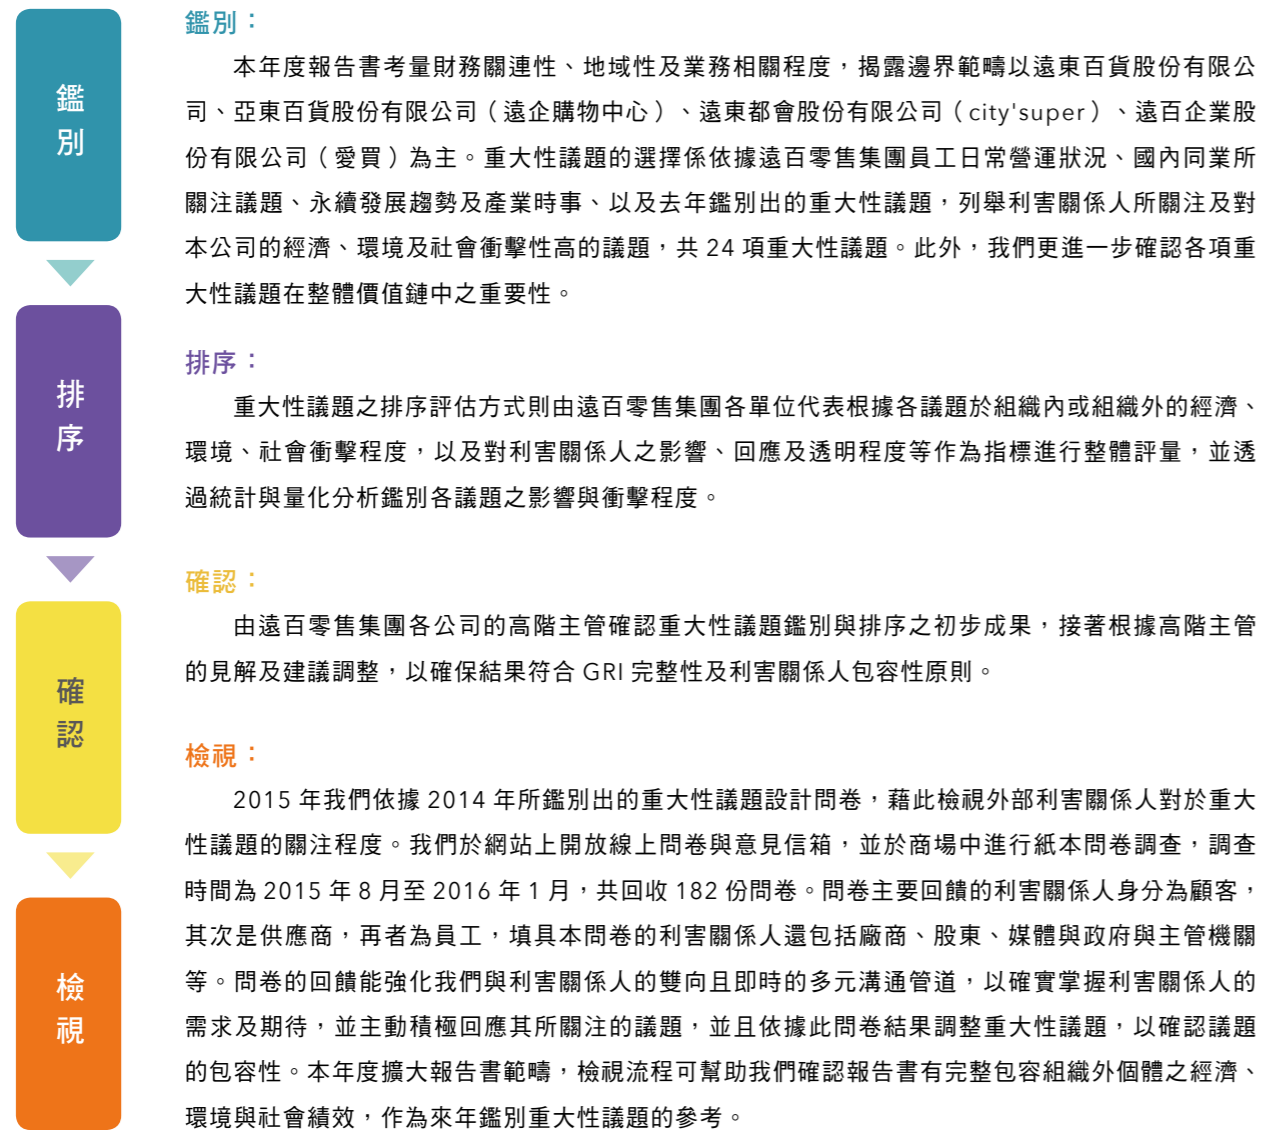 鑑別
鑑別：
本年度報告書考量財務關連性、地域性及業務相關程度，揭露邊界範疇以遠東百貨股份有限公
司、亞東百貨股份有限公司（遠企購物中心）、遠東都會股份有限公司（city'super）、遠百企業股
份有限公司（愛買）為主。重大性議題的選擇係依據遠百零售集團員工日常營運狀況、國內同業所
關注議題、永續發展趨勢及產業時事、以及去年鑑別出的重大性議題，列舉利害關係人所關注及對
本公司的經濟、環境及社會衝擊性高的議題，共 24 項重大性議題。此外，我們更進一步確認各項重
大性議題在整體價值鏈中之重要性。
排序
排序：
重大性議題之排序評估方式則由遠百零售集團各單位代表根據各議題於組織內或組織外的經濟、
環境、社會衝擊程度，以及對利害關係人之影響、回應及透明程度等作為指標進行整體評量，並透
過統計與量化分析鑑別各議題之影響與衝擊程度。
確認
確認：
由遠百零售集團各公司的高階主管確認重大性議題鑑別與排序之初步成果，接著根據高階主管
的見解及建議調整，以確保結果符合 GRI 完整性及利害關係人包容性原則。
檢視
檢視：
2015 年我們依據 2014 年所鑑別出的重大性議題設計問卷，藉此檢視外部利害關係人對於重大
性議題的關注程度。我們於網站上開放線上問卷與意見信箱，並於商場中進行紙本問卷調查，調查
時間為 2015 年 8 月至 2016 年 1 月，共回收 182 份問卷。問卷主要回饋的利害關係人身分為顧客，
其次是供應商，再者為員工，填具本問卷的利害關係人還包括廠商、股東、媒體與政府與主管機關
等。問卷的回饋能強化我們與利害關係人的雙向且即時的多元溝通管道，以確實掌握利害關係人的
需求及期待，並主動積極回應其所關注的議題，並且依據此問卷結果調整重大性議題，以確認議題
的包容性。本年度擴大報告書範疇，檢視流程可幫助我們確認報告書有完整包容組織外個體之經濟、
環境與社會績效，作為來年鑑別重大性議題的參考。